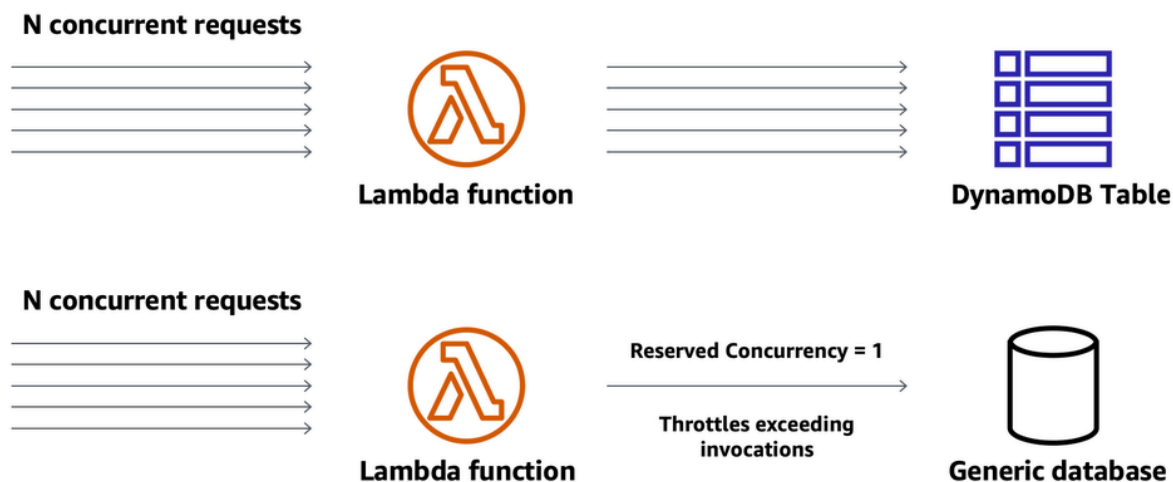 N concurrent requests
Lambda function
DynamoDB Table
N concurrent requests
Reserved Concurrency = 1
Throttles exceeding
invocations
Lambda function
Generic database